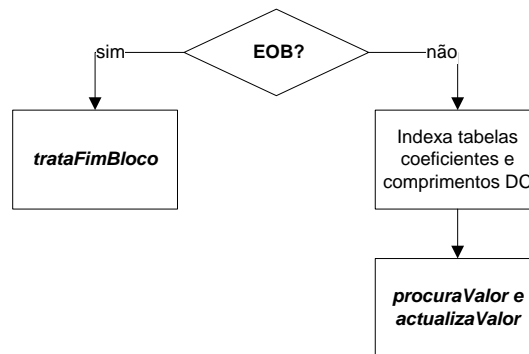 EOB?
sim
não
trataFimBloco
Indexa tabelas
coeficientes e
comprimentos DC
procuraValor e
actualizaValor